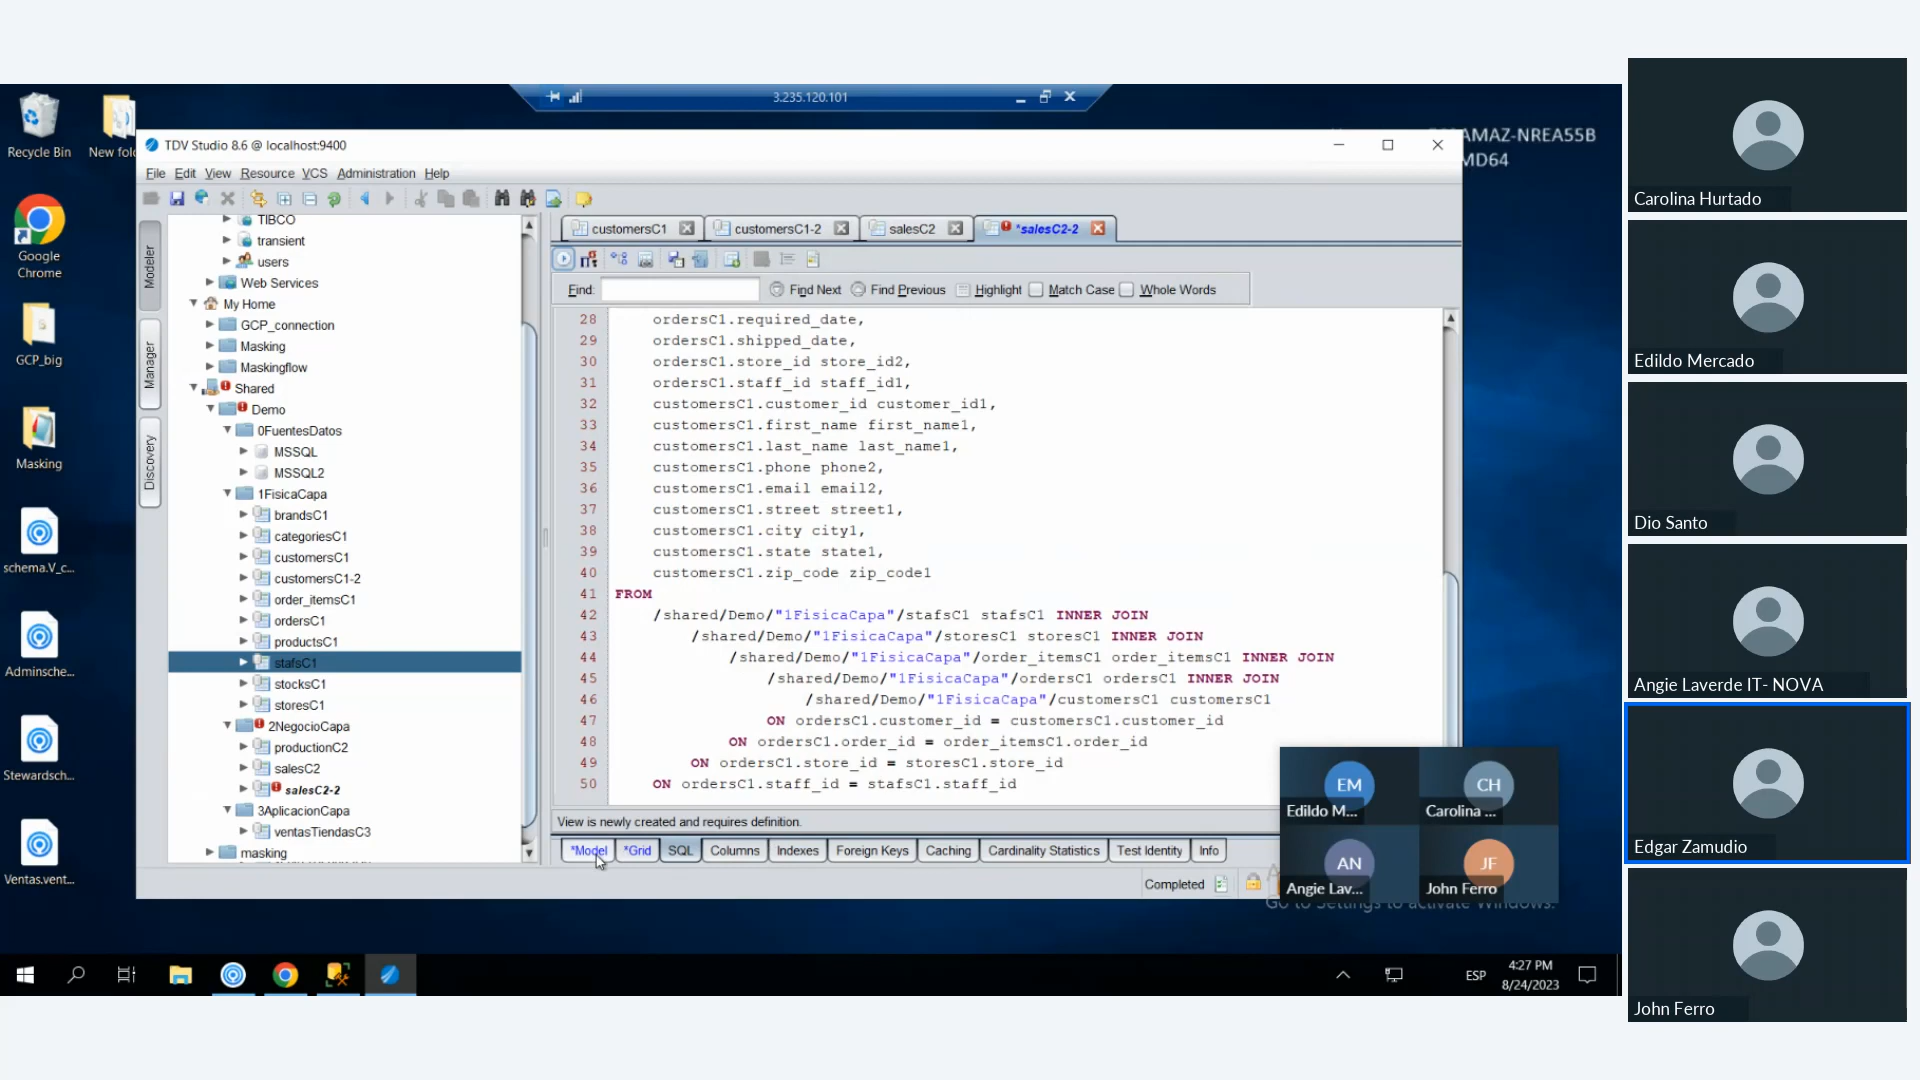 3.235.120.101
Recycle Bin
Google
Chrome
GCP_big
Masking
schema.V_c...
Adminsche...
Stewardsch...
Ventas.vent...
TDV Studio 8.6 @ localhost:9400
File Edit View Resource VCS Administration Help
Modeler
Manager
Discovery
TIBCO
transient
users
Web Services
My Home
GCP_connection
Masking
Maskingflow
Shared
Demo
0FuentesDatos
MSSQL
MSSQL2
1FisicaCapa
brandsC1
categoriesC1
customersC1
customersC1-2
order_itemsC1
ordersC1
productsC1
stafsC1
stocksC1
storesC1
2NegocioCapa
productionC2
salesC2
salesC2-2
3AplicacionCapa
ventasTiendasC3
masking
customersC1 customersC1-2 salesC2 *salesC2-2
Find: Find Next Find Previous Highlight Match Case Whole Words
28 ordersC1.required_date,
29 ordersC1.shipped_date,
30 ordersC1.store_id store_id2,
31 ordersC1.staff_id staff_id1,
32 customersC1.customer_id customer_id1,
33 customersC1.first_name first_name1,
34 customersC1.last_name last_name1,
35 customersC1.phone phone2,
36 customersC1.email email2,
37 customersC1.street street1,
38 customersC1.city city1,
39 customersC1.state state1,
40 customersC1.zip_code zip_code1
41 FROM
42 /shared/Demo/"1FisicaCapa"/stafsC1 stafsC1 INNER JOIN
43 /shared/Demo/"1FisicaCapa"/storesC1 storesC1 INNER JOIN
44 /shared/Demo/"1FisicaCapa"/order_itemsC1 order_itemsC1 INNER JOIN
45 /shared/Demo/"1FisicaCapa"/ordersC1 ordersC1 INNER JOIN
46 /shared/Demo/"1FisicaCapa"/customersC1 customersC1
47 ON ordersC1.customer_id = customersC1.customer_id
48 ON ordersC1.order_id = order_itemsC1.order_id
49 ON ordersC1.store_id = storesC1.store_id
50 ON ordersC1.staff_id = stafsC1.staff_id
View is newly created and requires definition.
*Model *Grid SQL Columns Indexes Foreign Keys Caching Cardinality Statistics Test Identity Info
Completed
EM
Edildo M...
CH
Carolina ...
AN
Angie Lav...
JF
John Ferro
Go to Settings to activate Windows.
AMAZ-NREA55B
MD64
ESP
4:27 PM
8/24/2023
Carolina Hurtado
Edildo Mercado
Dio Santo
Angie Laverde IT- NOVA
Edgar Zamudio
John Ferro